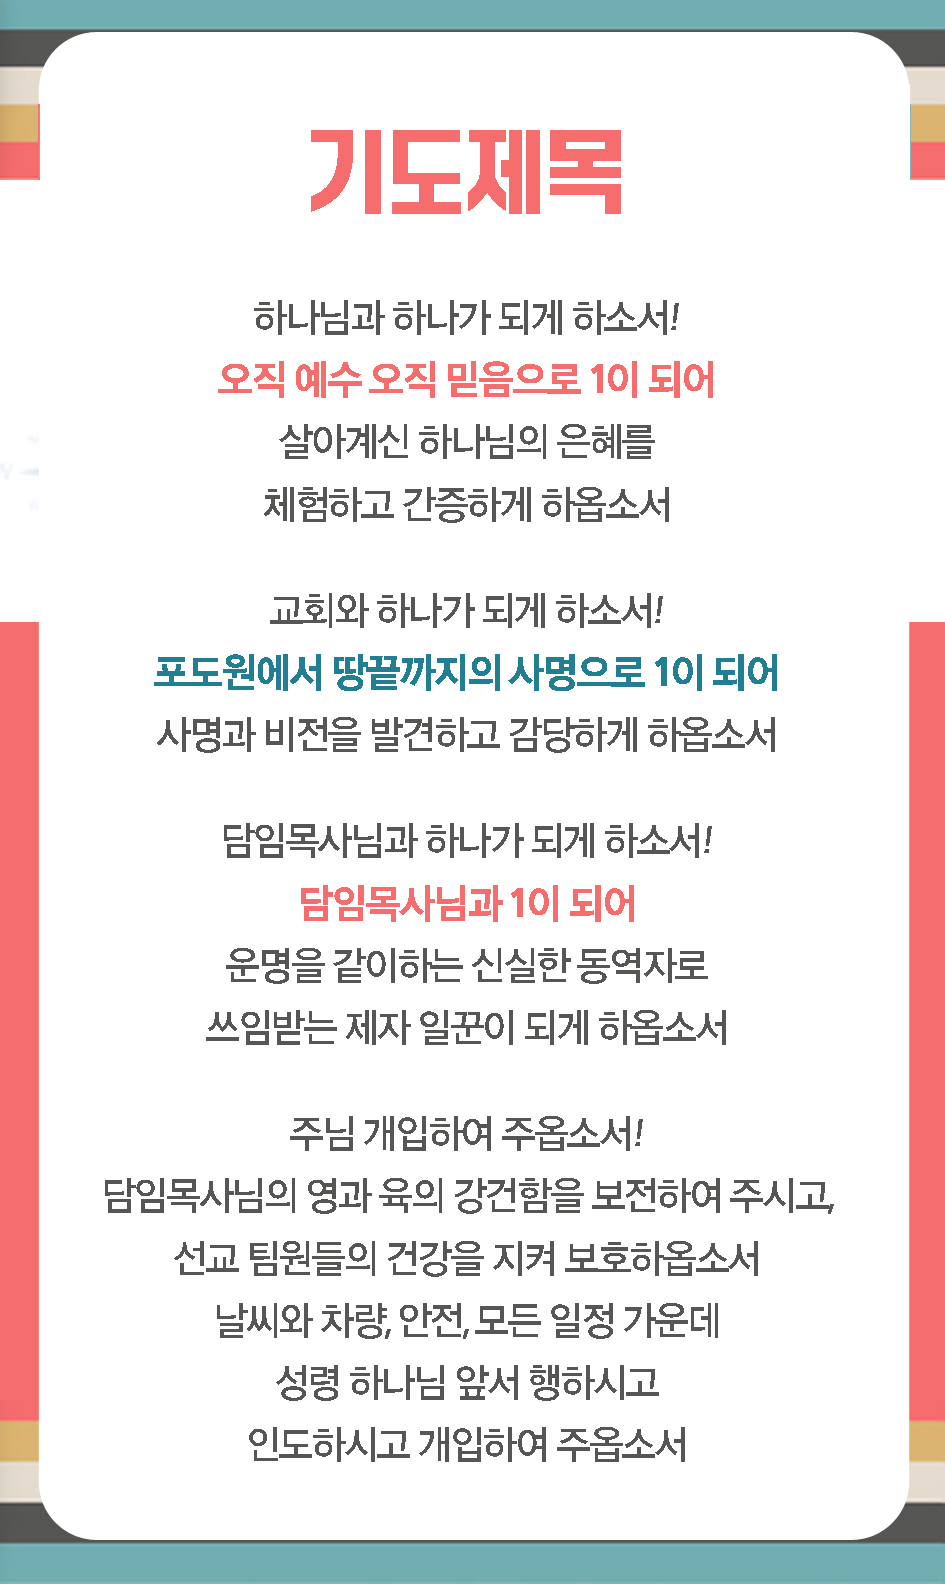 기도제목
하나님과 하나가 되게 하소서!
오직 예수 오직 믿음으로 1이 되어
살아계신 하나님의 은혜를
체험하고 간증하게 하옵소서
교회와 하나가 되게 하소서!
포도원에서 땅끝까지의 사명으로 1이 되어
사명과 비전을 발견하고 감당하게 하옵소서
담임목사님과 하나가 되게 하소서!
담임목사님과 1이 되어
운명을 같이하는 신실한 동역자로
쓰임받는 제자 일꾼이 되게 하옵소서
주님 개입하여 주옵소서!
담임목사님의 영과 육의 강건함을 보전하여 주시고,
선교 팀원들의 건강을 지켜 보호하옵소서
날씨와 차량, 안전, 모든 일정 가운데
성령 하나님 앞서 행하시고
인도하시고 개입하여 주옵소서